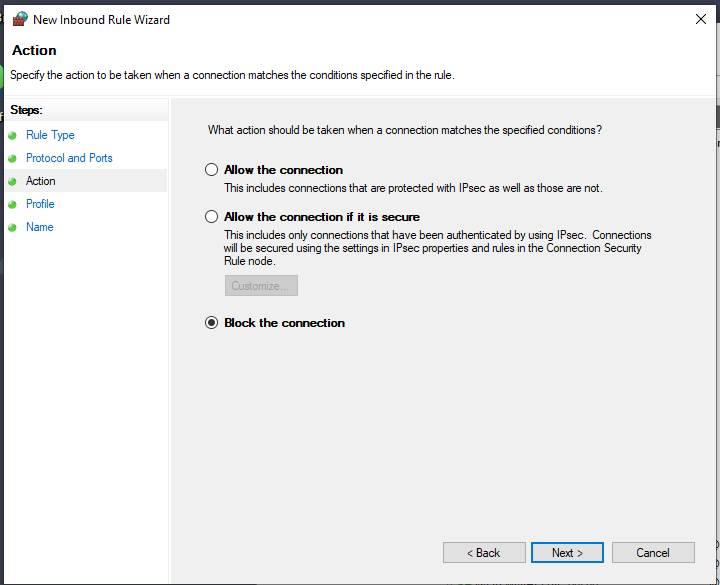 New Inbound Rule Wizard
Action
Specify the action to be taken when a connection matches the conditions specified in the rule.
Steps:
Rule Type
Protocol and Ports
Action
Profile
Name
What action should be taken when a connection matches the specified conditions?
Allow the connection
This includes connections that are protected with IPsec as well as those are not.
Allow the connection if it is secure
This includes only connections that have been authenticated by using IPsec. Connections
will be secured using the settings in IPsec properties and rules in the Connection Security
Rule node.
Customize...
Block the connection
< Back
Next >
Cancel